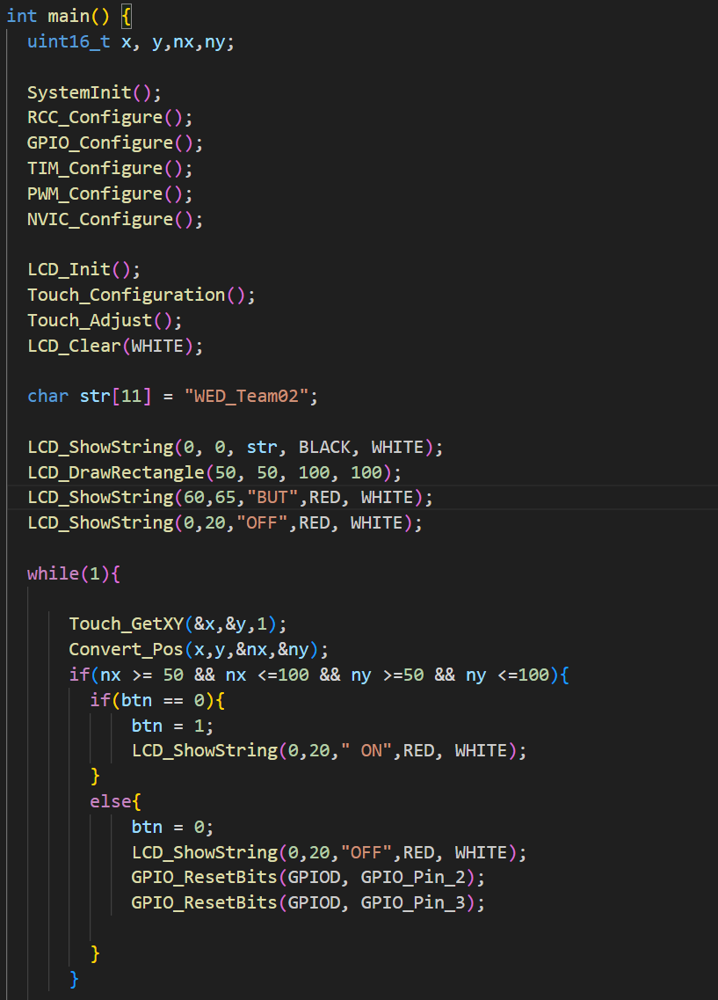 int main() {
uint16_t x, y,nx,ny;
SystemInit();
RCC_Configure();
GPIO_Configure();
TIM_Configure();
PWM_Configure();
NVIC_Configure();
LCD_Init();
Touch_Configuration();
Touch_Adjust();
LCD_Clear(WHITE);
char str[11] = "WED_Team02";
LCD_ShowString(0, 0, str, BLACK, WHITE);
LCD_DrawRectangle(50, 50, 100, 100);
LCD_ShowString(60,65,"BUT",RED, WHITE);
LCD_ShowString(0,20,"OFF",RED, WHITE);
while(1){
Touch_GetXY(&x,&y,1);
Convert_Pos(x,y,&nx,&ny);
if(nx >= 50 && nx <=100 && ny >=50 && ny <=100){
if(btn == 0){
btn = 1;
LCD_ShowString(0,20," ON",RED, WHITE);
}
else{
btn = 0;
LCD_ShowString(0,20,"OFF",RED, WHITE);
GPIO_ResetBits(GPIOD, GPIO_Pin_2);
GPIO_ResetBits(GPIOD, GPIO_Pin_3);
}
}